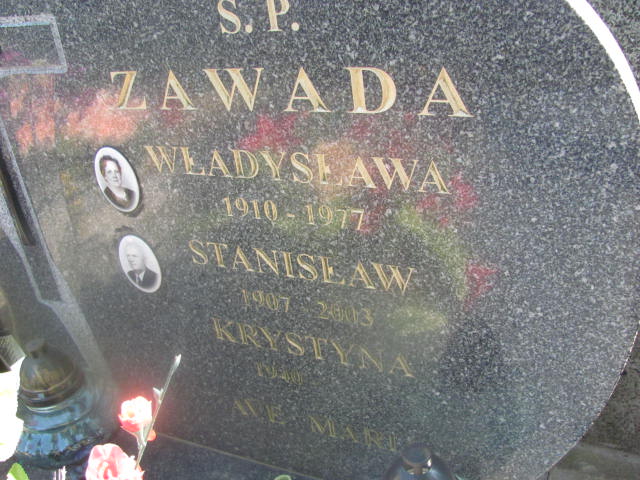 Ś.P.
ZAWADA
WŁADYSŁAWA
1910 - 1977
STANISŁAW
1907 - 2003
KRYSTYNA
AVE MARI